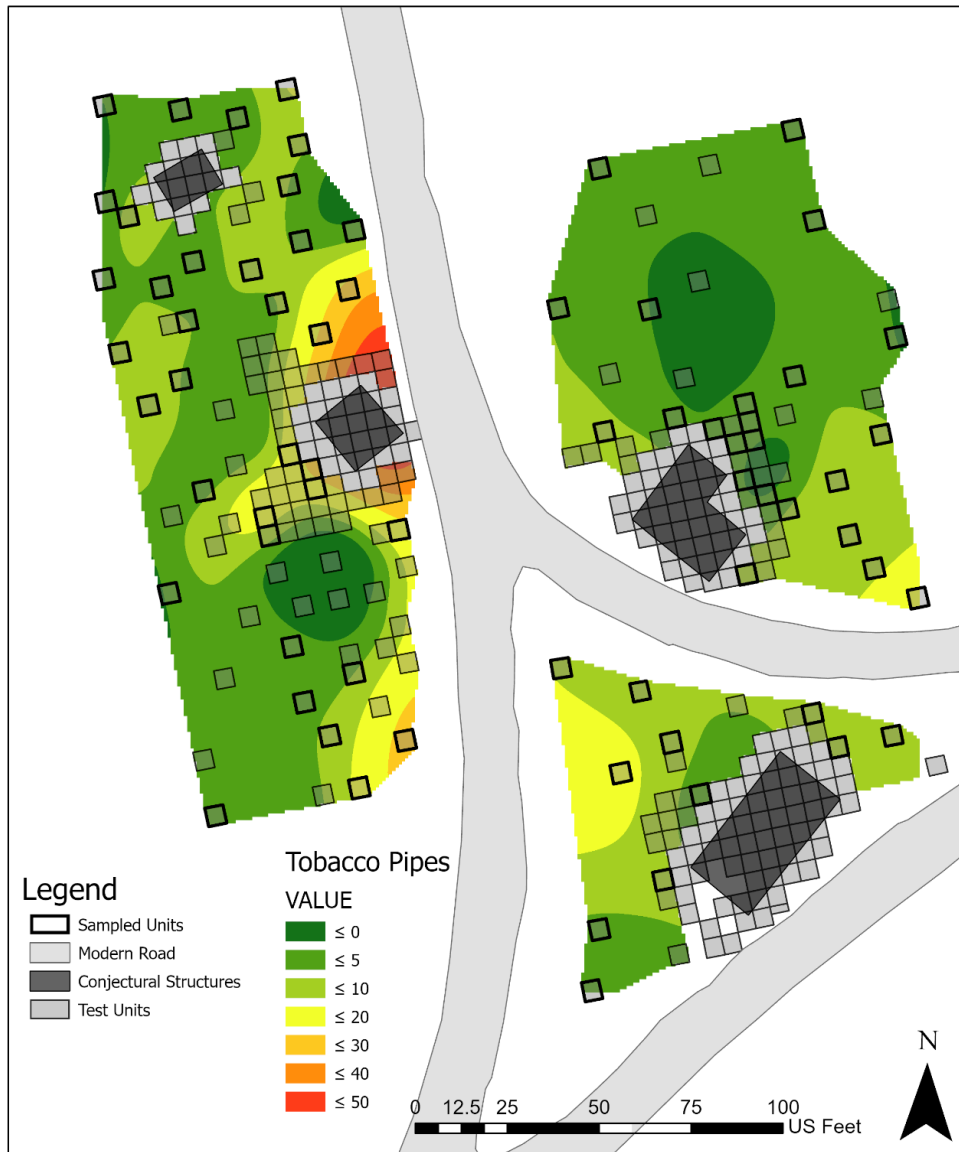 Legend
Sampled Units
Modern Road
Conjectural Structures
Test Units
Tobacco Pipes
VALUE
≤ 0
≤ 5
≤ 10
≤ 20
≤ 30
≤ 40
≤ 50
N
0 12.5 25 50 75 100
US Feet